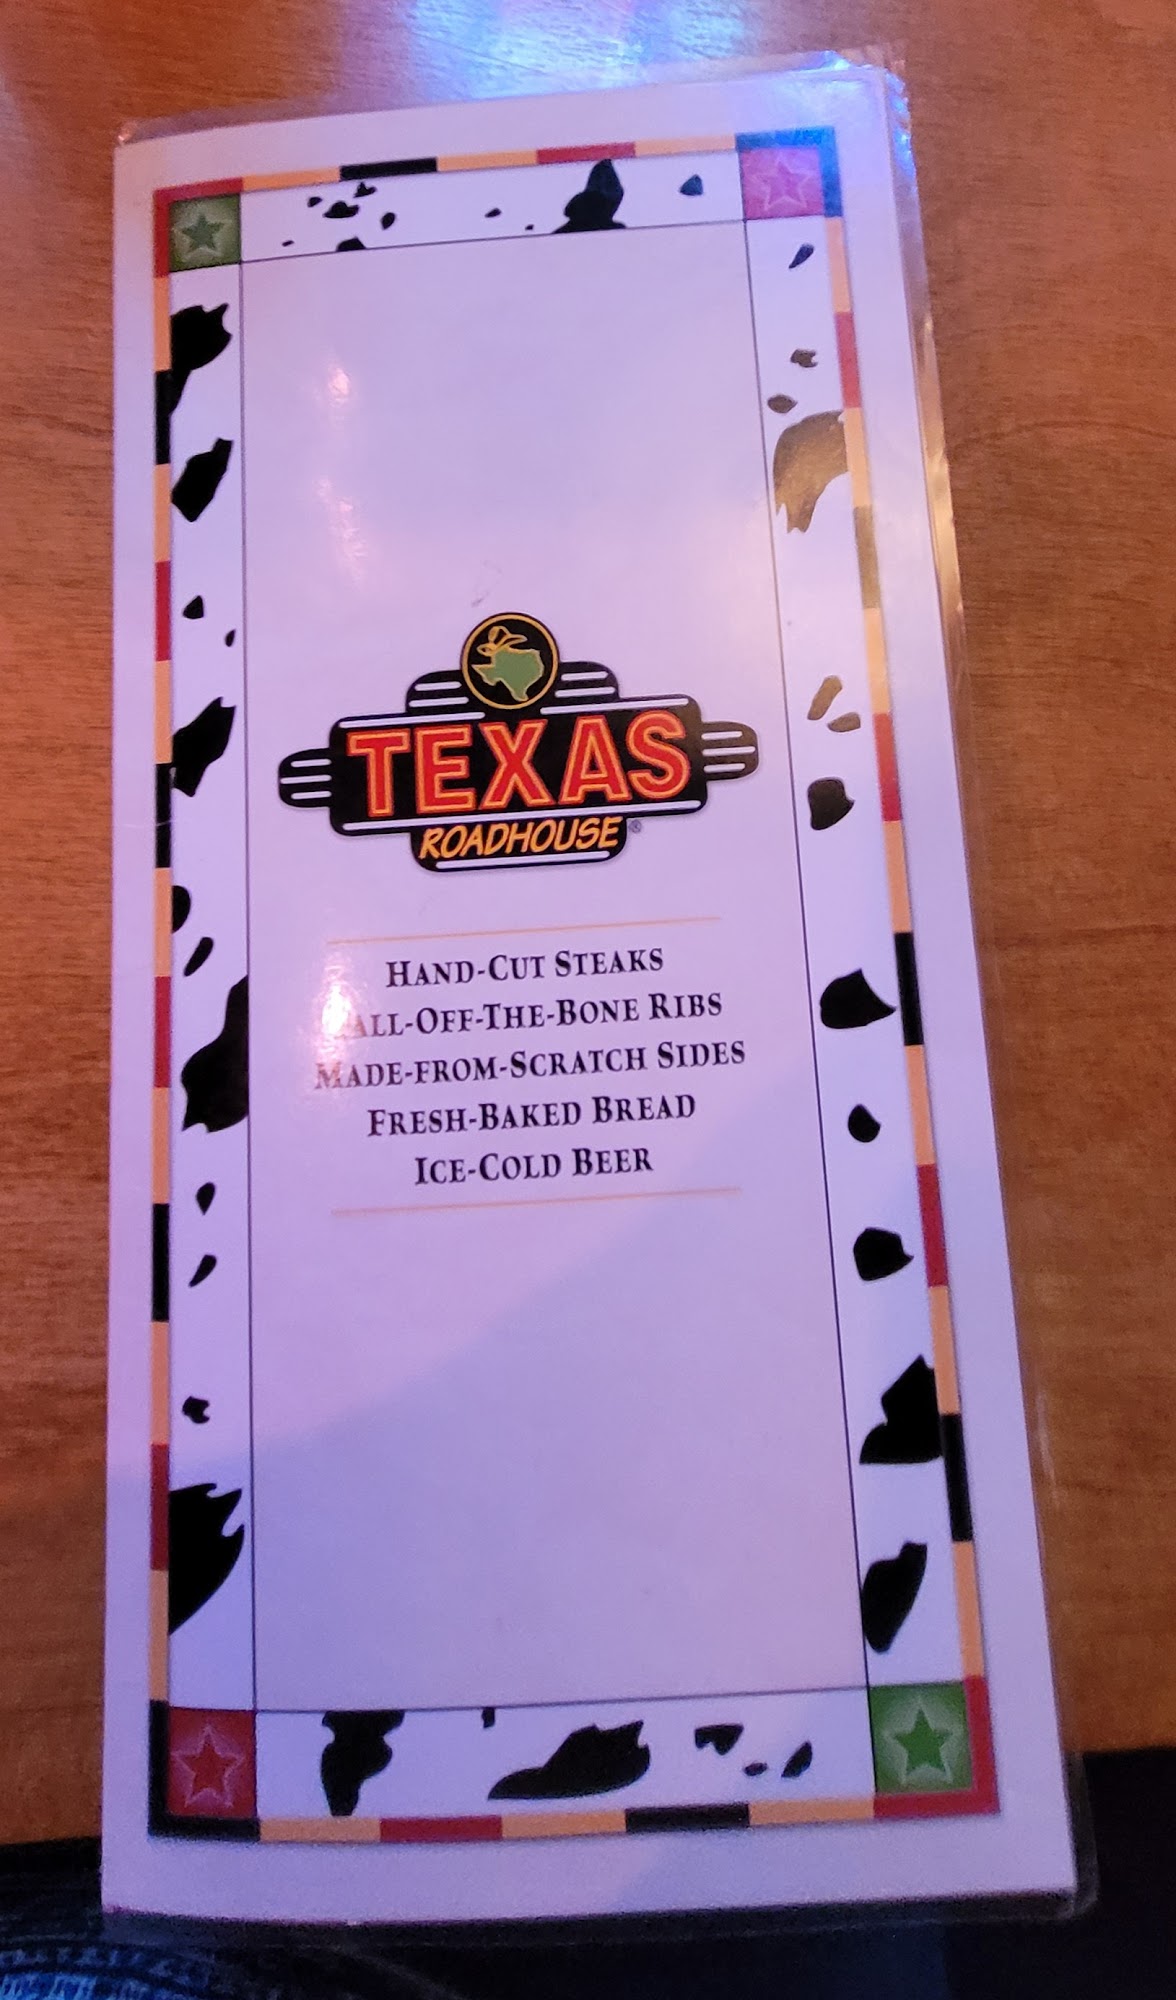 TEXAS
ROADHOUSE®
HAND-CUT STEAKS
ALL-OFF-THE-BONE RIBS
MADE-FROM-SCRATCH SIDES
FRESH-BAKED BREAD
ICE-COLD BEER